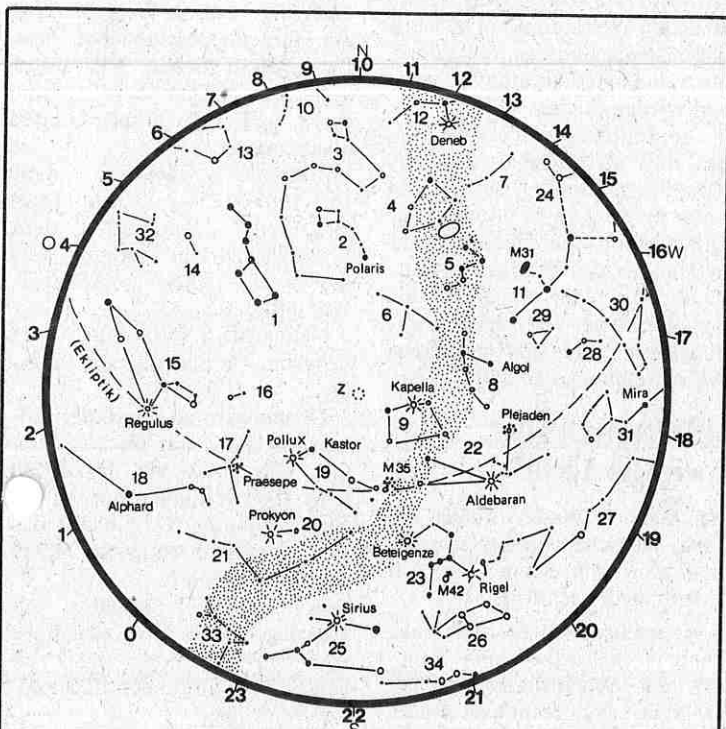 N
9 10 11
8 12
10
7 12 13
Deneb
6 13
3 14
5 7
4 24 15
32
O 4 2 16 W
14 M31
Polaris 5
11
1 30
6 29
3 17
(Ekliptik) 28
15 Algol
16 Z 8 Mira
Kapella
Regulus Plejaden 31
2 9 18
17 Pollux Kastor 22
19 M 35
18 Praesepe
Alphard Aldebaran
Prokyon 27
1 20 19
21 Beteigenze
23 Rigel
M42
0 Sirius 20
33 26
25
34
23 21
22
S